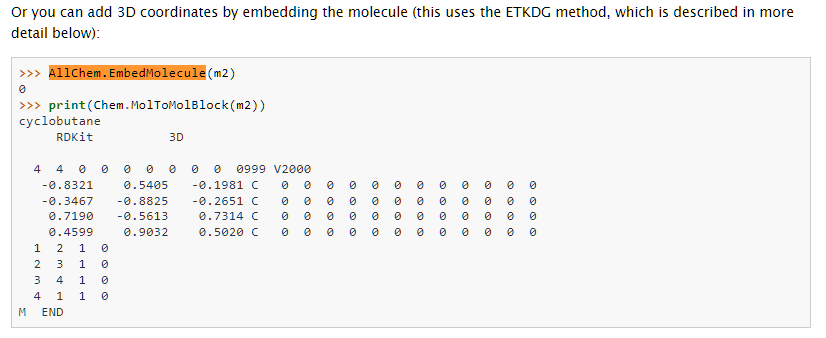 Or you can add 3D coordinates by embedding the molecule (this uses the ETKDG method, which is described in more
detail below):
>>> AllChem.EmbedMolecule(m2)
0
>>> print(Chem.MolToMolBlock(m2))
cyclobutane
     RDKit          3D

  4  4  0  0  0  0  0  0  0  0999 V2000
   -0.8321    0.5405   -0.1981 C   0  0  0  0  0  0  0  0  0  0  0  0
   -0.3467   -0.8825   -0.2651 C   0  0  0  0  0  0  0  0  0  0  0  0
    0.7190   -0.5613    0.7314 C   0  0  0  0  0  0  0  0  0  0  0  0
    0.4599    0.9032    0.5020 C   0  0  0  0  0  0  0  0  0  0  0  0
  1  2  1  0
  2  3  1  0
  3  4  1  0
  4  1  1  0
M  END